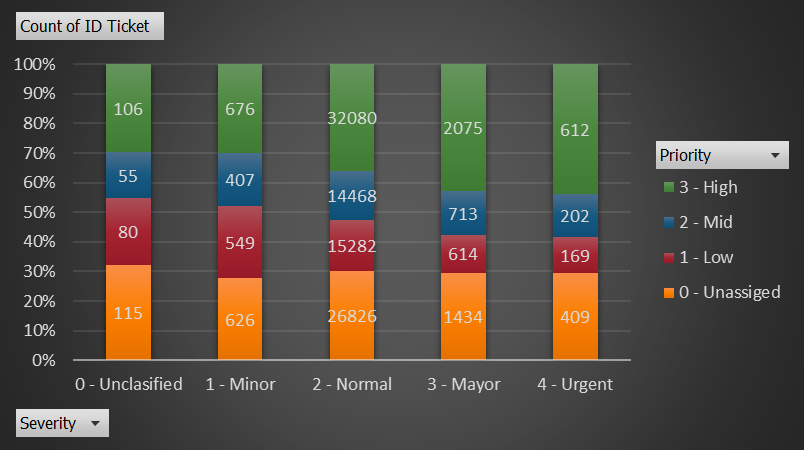 Count of ID Ticket
100%
90%
80%
70%
60%
50%
40%
30%
20%
10%
0%
106 676 32080 2075 612
55 407 14468 713 202
80 549 15282 614 169
115 626 26826 1434 409
0 - Unclasified 1 - Minor 2 - Normal 3 - Mayor 4 - Urgent
Severity
Priority
3 - High
2 - Mid
1 - Low
0 - Unassiged